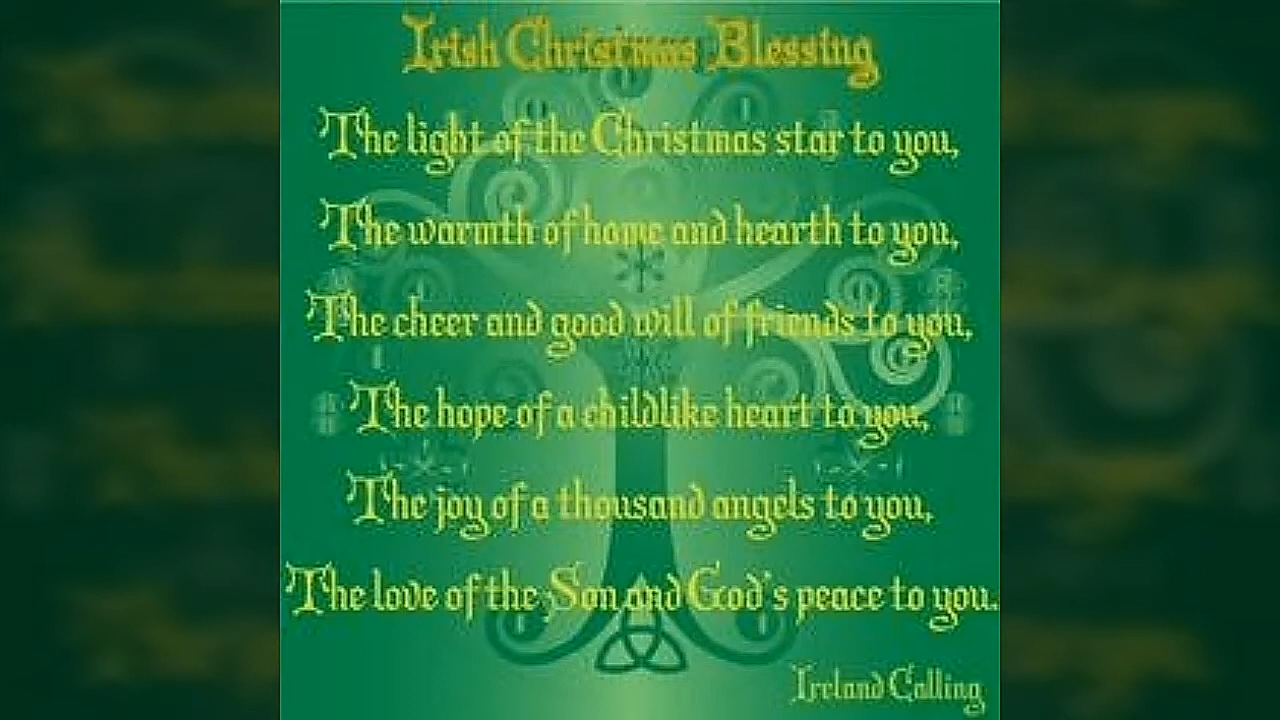 Irish Christmas Blessing
The light of the Christmas star to you,
The warmth of home and hearth to you,
The cheer and good will of friends to you,
The hope of a childlike heart to you,
The joy of a thousand angels to you,
The love of the Son and God's peace to you.
Ireland Calling